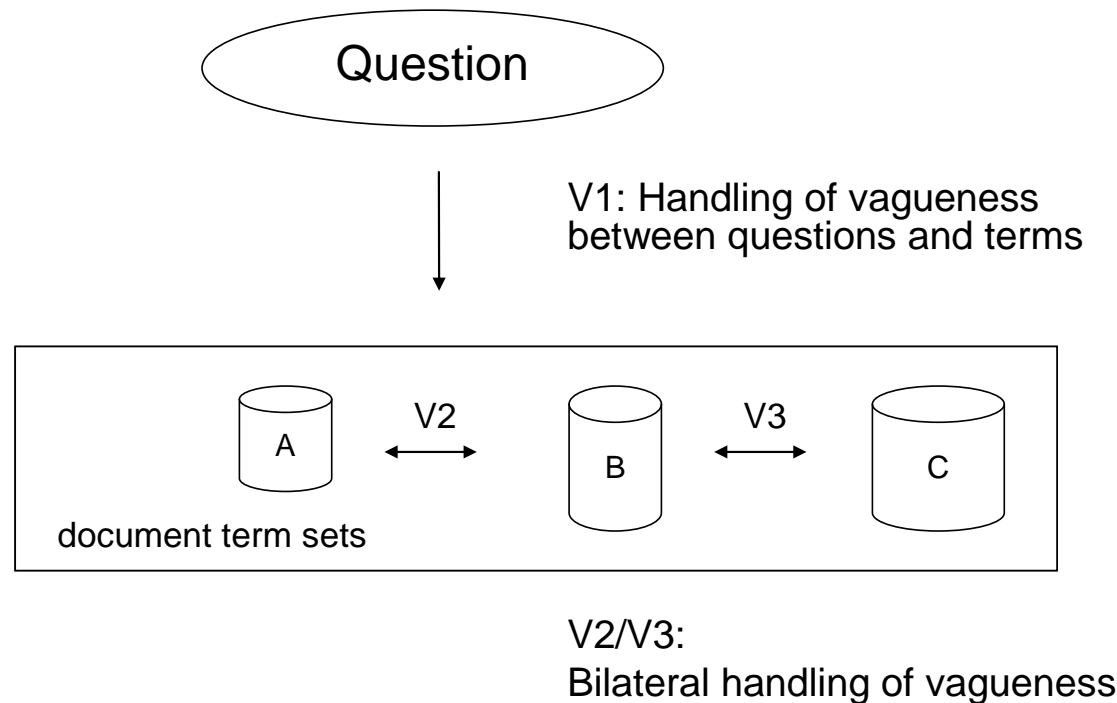 Question
V1: Handling of vagueness
between questions and terms
V2
V3
A
B
C
document term sets
V2/V3:
Bilateral handling of vagueness